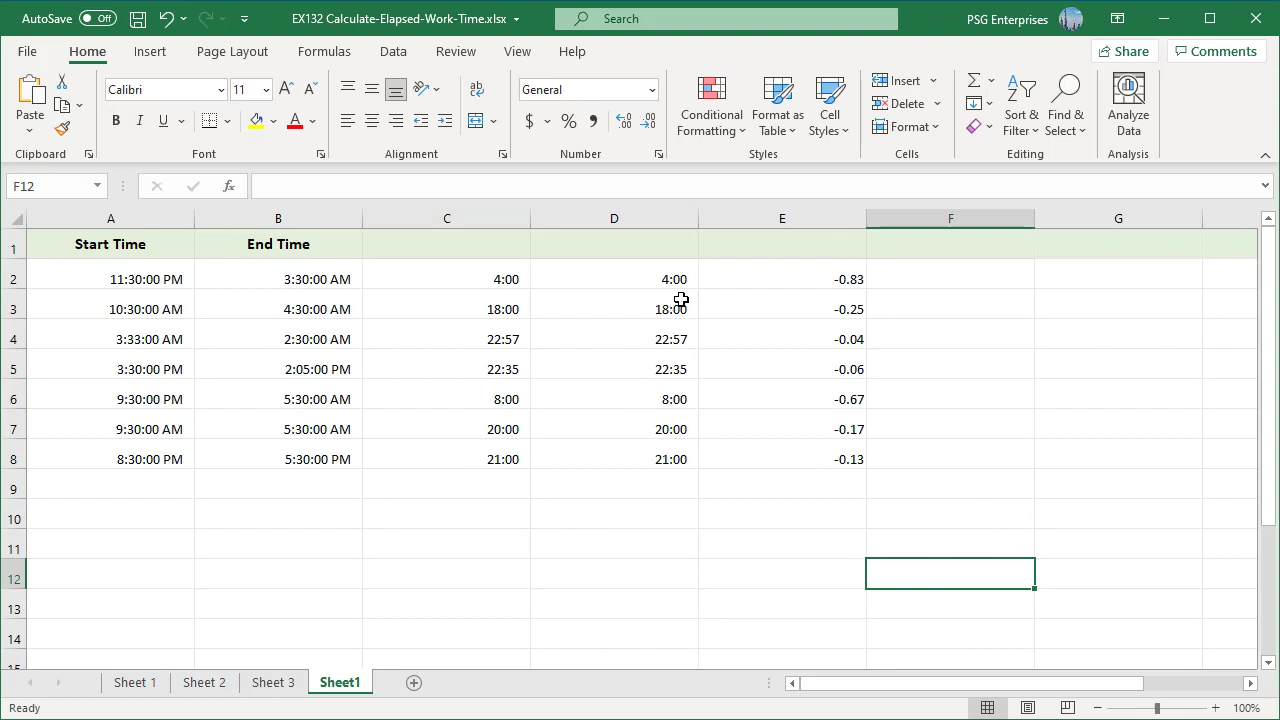 AutoSave Off EX132 Calculate-Elapsed-Work-Time.xlsx Search PSG Enterprises
File Home Insert Page Layout Formulas Data Review View Help Share Comments
Paste Calibri 11 A A ab General Conditional Formatting Format as Table Cell Styles Insert Delete Format Sort & Filter Find & Select Analyze Data
B I U A $ % 9
Clipboard Font Alignment Number Styles Cells Editing Analysis
F12 fx
A B C D E F G
1 Start Time End Time
2 11:30:00 PM 3:30:00 AM 4:00 4:00 -0.83
3 10:30:00 AM 4:30:00 AM 18:00 18:00 -0.25
4 3:33:00 AM 2:30:00 AM 22:57 22:57 -0.04
5 3:30:00 PM 2:05:00 PM 22:35 22:35 -0.06
6 9:30:00 PM 5:30:00 AM 8:00 8:00 -0.67
7 9:30:00 AM 5:30:00 AM 20:00 20:00 -0.17
8 8:30:00 PM 5:30:00 PM 21:00 21:00 -0.13
9
10
11
12
13
14
15
Sheet 1 Sheet 2 Sheet 3 Sheet1
Ready 100%